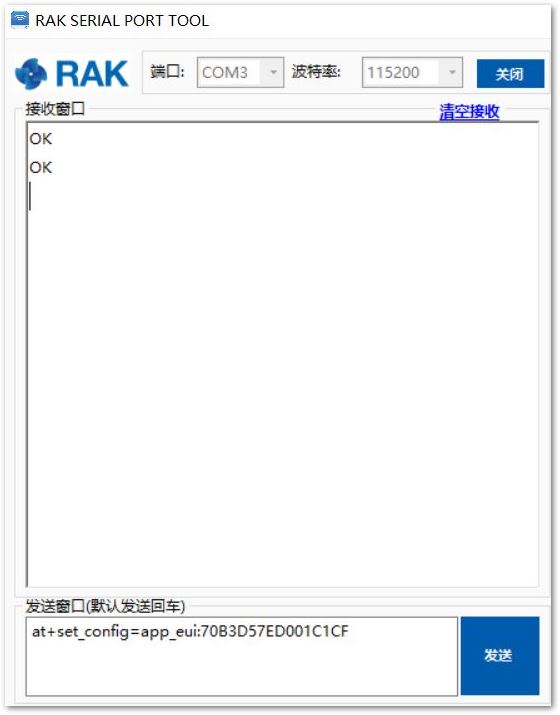 RAK SERIAL PORT TOOL
RAK 端口: COM3 波特率: 115200 关闭
接收窗口 清空接收
OK
OK
发送窗口(默认发送回车)
at+set_config=app_eui:70B3D57ED001C1CF
发送